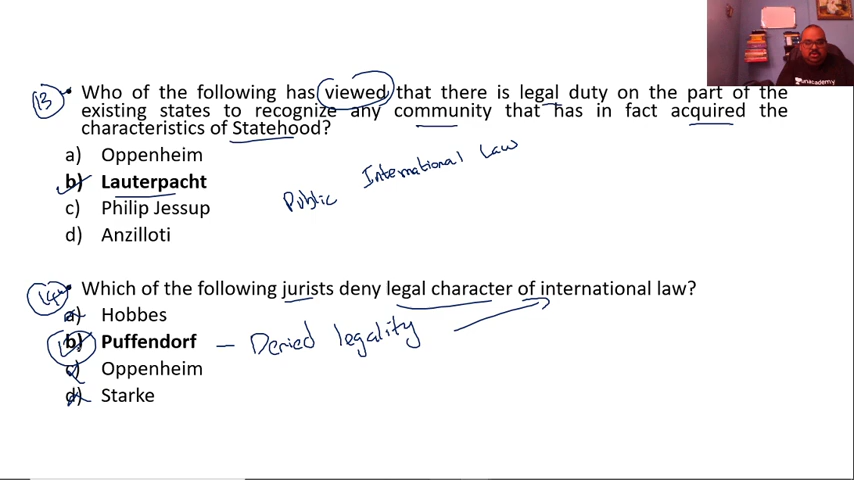 unacademy
13
• Who of the following has viewed that there is legal duty on the part of the
existing states to recognize any community that has in fact acquired the
characteristics of Statehood?
a) Oppenheim
b) Lauterpacht
c) Philip Jessup
d) Anzilloti
Public International Law
14
• Which of the following jurists deny legal character of international law?
a) Hobbes
b) Puffendorf – Denied legality
c) Oppenheim
d) Starke